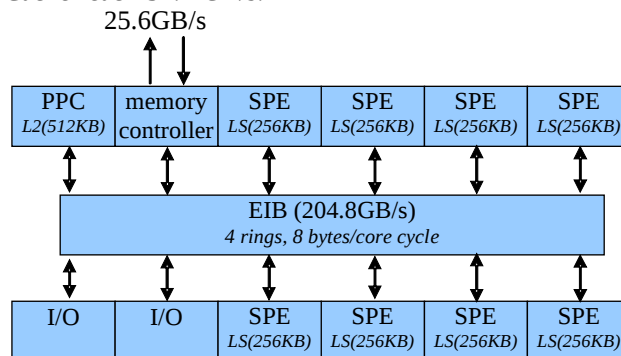 25.6GB/s
PPC
L2(512KB)
memory
controller
SPE
LS(256KB)
SPE
LS(256KB)
SPE
LS(256KB)
SPE
LS(256KB)
EIB (204.8GB/s)
4 rings, 8 bytes/core cycle
I/O
I/O
SPE
LS(256KB)
SPE
LS(256KB)
SPE
LS(256KB)
SPE
LS(256KB)